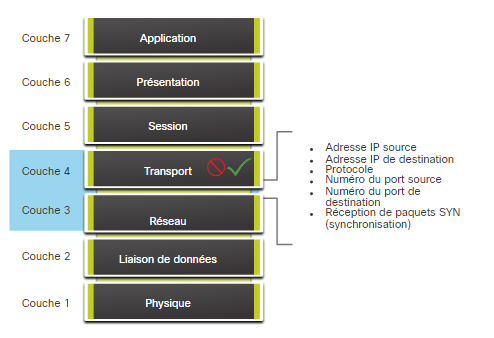 Couche 7 Application
Couche 6 Présentation
Couche 5 Session
Couche 4 Transport
Couche 3 Réseau
Couche 2 Liaison de données
Couche 1 Physique
• Adresse IP source
• Adresse IP de destination
• Protocole
• Numéro du port source
• Numéro du port de
destination
• Réception de paquets SYN
(synchronisation)